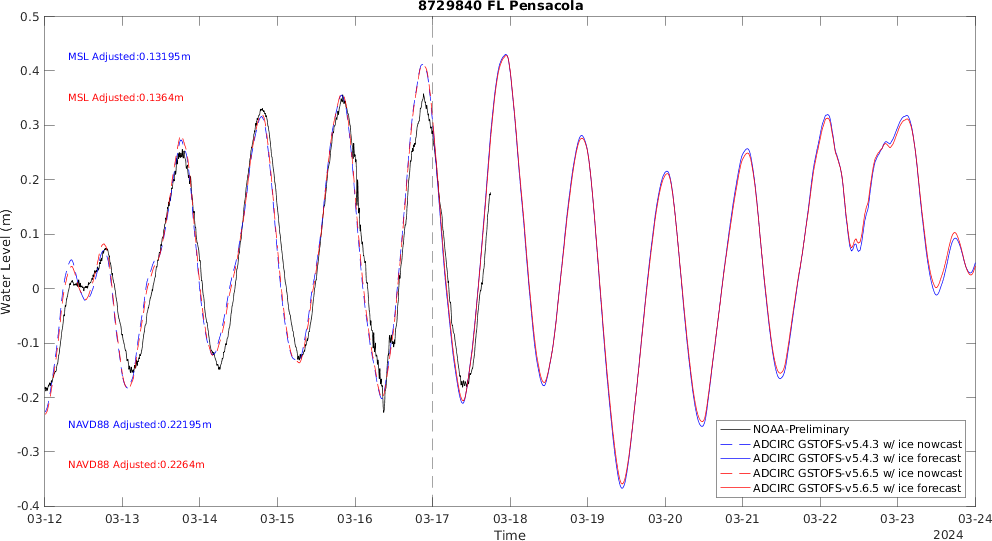 8729840 FL Pensacola
0.5
0.4
0.3
0.2
0.1
0
-0.1
-0.2
-0.3
-0.4
Water Level (m)
MSL Adjusted:0.13195m
MSL Adjusted:0.1364m
NAVD88 Adjusted:0.22195m
NAVD88 Adjusted:0.2264m
NOAA-Preliminary
ADCIRC GSTOFS-v5.4.3 w/ ice nowcast
ADCIRC GSTOFS-v5.4.3 w/ ice forecast
ADCIRC GSTOFS-v5.6.5 w/ ice nowcast
ADCIRC GSTOFS-v5.6.5 w/ ice forecast
03-12 03-13 03-14 03-15 03-16 03-17 03-18 03-19 03-20 03-21 03-22 03-23 03-24
Time
2024